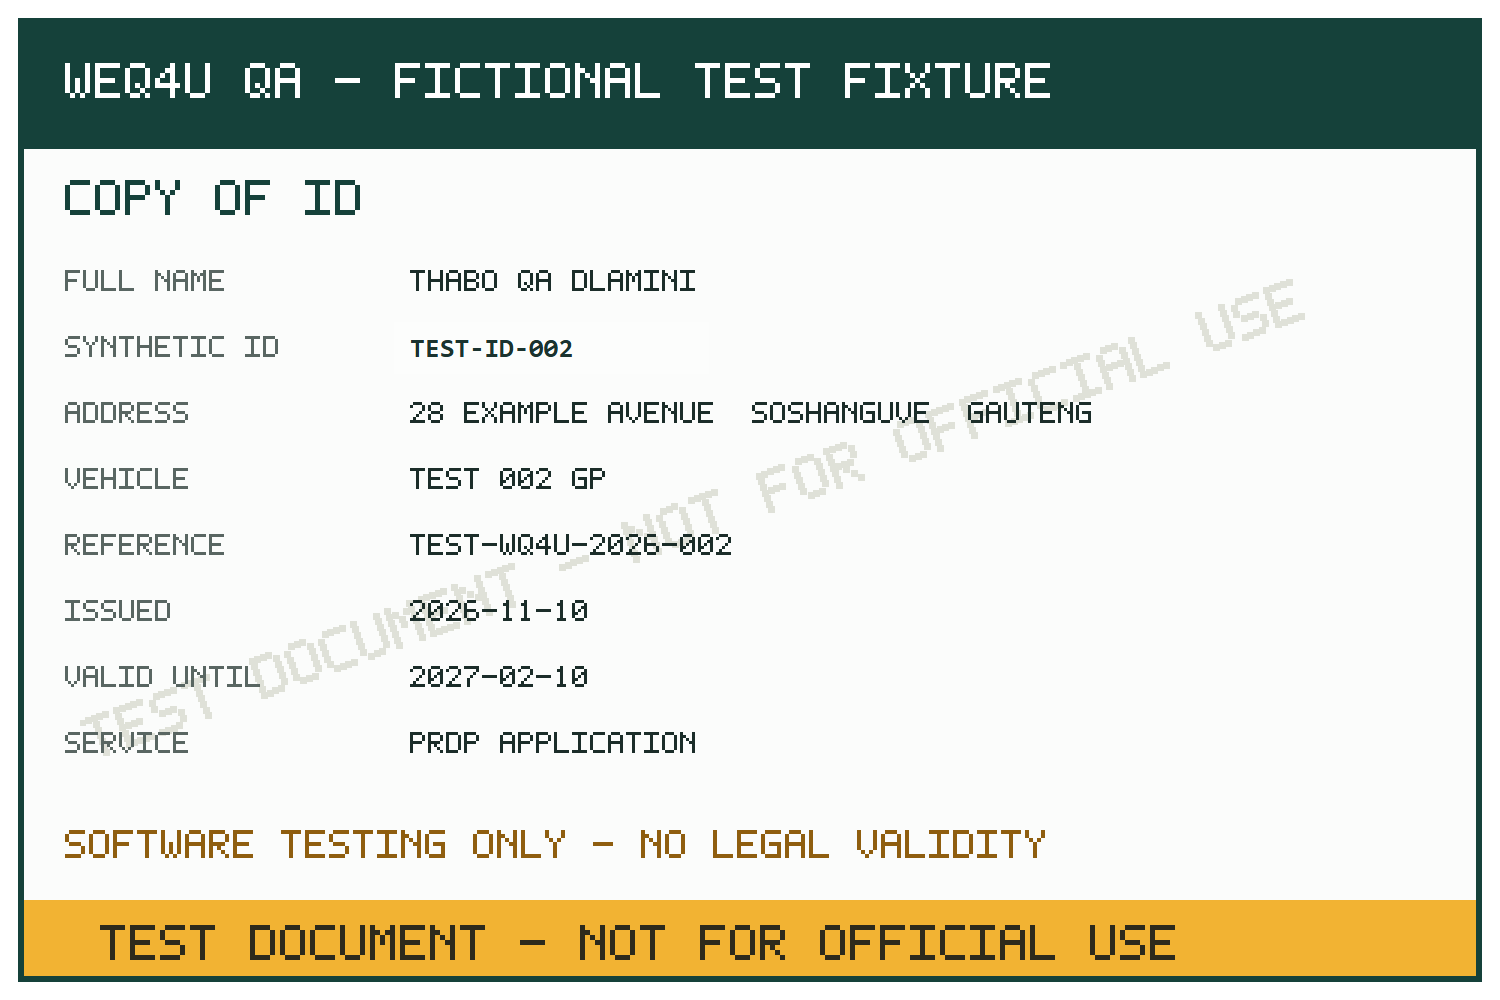 WEQ4U QA - FICTIONAL TEST FIXTURE
COPY OF ID
FULL NAME THABO QA DLAMINI
SYNTHETIC ID TEST-ID-002
ADDRESS 28 EXAMPLE AVENUE SOSHANGUVE GAUTENG
VEHICLE TEST 002 GP
REFERENCE TEST-WQ4U-2026-002
ISSUED 2026-11-10
VALID UNTIL 2027-02-10
SERVICE PRDP APPLICATION
TEST DOCUMENT - NOT FOR OFFICIAL USE
SOFTWARE TESTING ONLY - NO LEGAL VALIDITY
TEST DOCUMENT - NOT FOR OFFICIAL USE